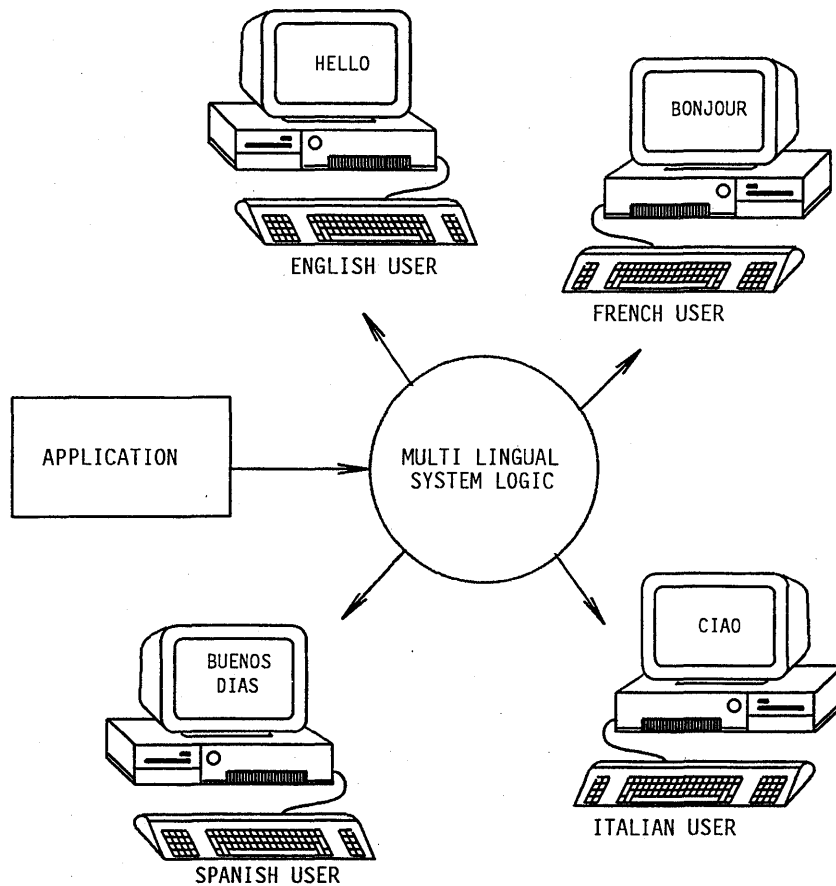 HELLO
ENGLISH USER
BONJOUR
FRENCH USER
APPLICATION
MULTI LINGUAL
SYSTEM LOGIC
BUENOS
DIAS
SPANISH USER
CIAO
ITALIAN USER